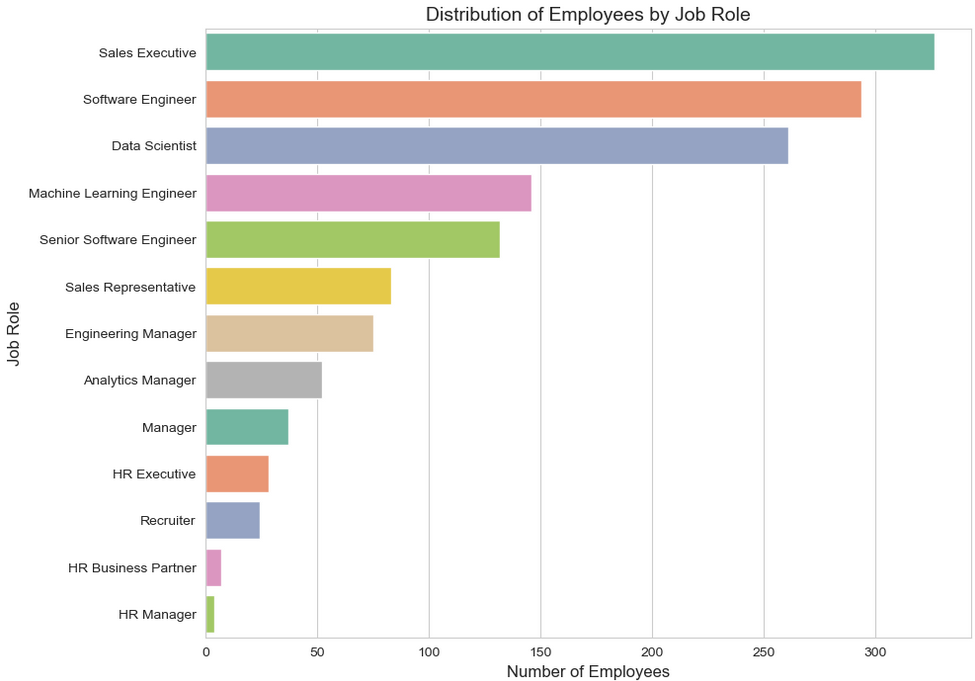 Distribution of Employees by Job Role
Sales Executive
Software Engineer
Data Scientist
Machine Learning Engineer
Senior Software Engineer
Sales Representative
Engineering Manager
Analytics Manager
Manager
HR Executive
Recruiter
HR Business Partner
HR Manager
Job Role
0 50 100 150 200 250 300
Number of Employees